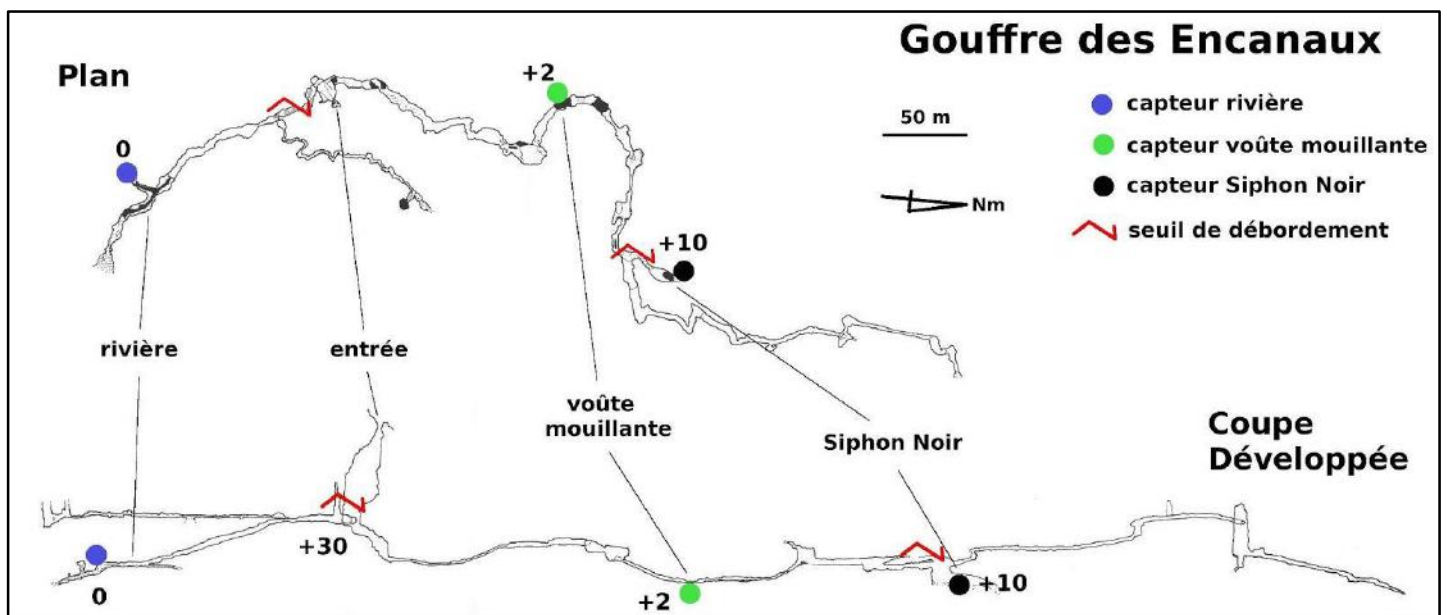 Gouffre des Encanaux
Plan
+2
capteur rivière
50 m
capteur voûte mouillante
0
capteur Siphon Noir
Nm
seuil de débordement
+10
rivière
entrée
voûte
mouillante
Siphon Noir
Coupe
Développée
+30
0
+2
+10